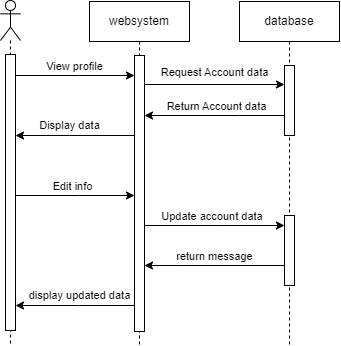 websystem
database
View profile
Request Account data
Return Account data
Display data
Edit info
Update account data
return message
display updated data